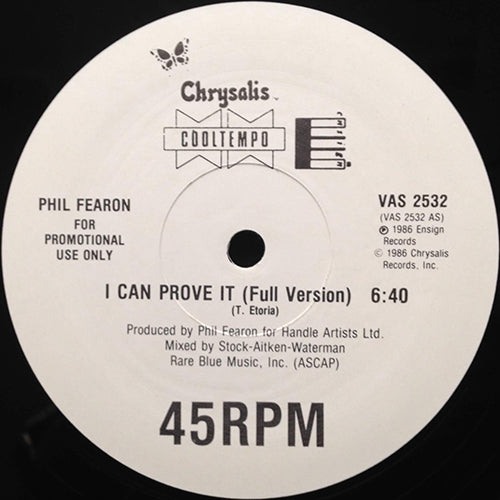 Chrysalis
COOLTEMPO
PHIL FEARON
FOR
PROMOTIONAL
USE ONLY
VAS 2532
(VAS 2532 AS)
Ⓟ 1986 Ensign
Records
© 1986 Chrysalis
Records, Inc.
I CAN PROVE IT (Full Version) 6:40
(T. Etoria)
Produced by Phil Fearon for Handle Artists Ltd.
Mixed by Stock-Aitken-Waterman
Rare Blue Music, Inc. (ASCAP)
45RPM